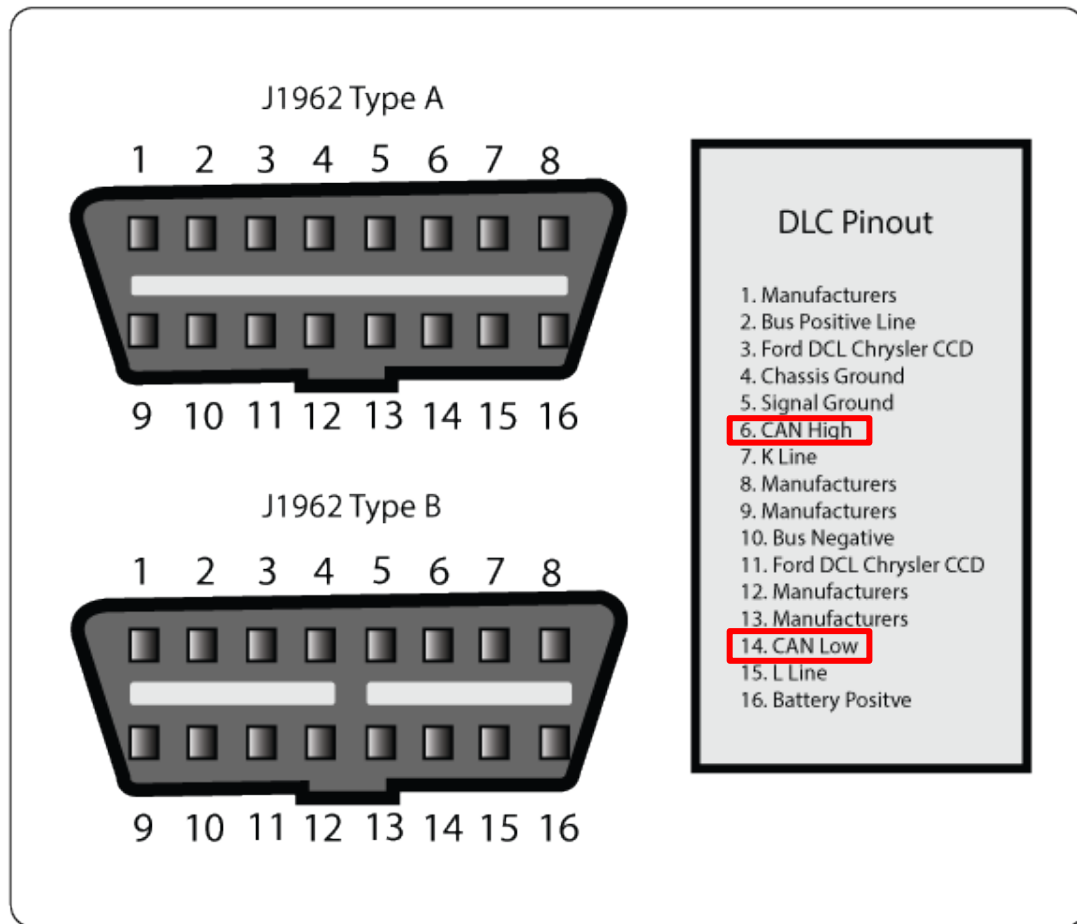 J1962 Type A
1 2 3 4 5 6 7 8
9 10 11 12 13 14 15 16
J1962 Type B
1 2 3 4 5 6 7 8
9 10 11 12 13 14 15 16
DLC Pinout
1. Manufacturers
2. Bus Positive Line
3. Ford DCL Chrysler CCD
4. Chassis Ground
5. Signal Ground
6. CAN High
7. K Line
8. Manufacturers
9. Manufacturers
10. Bus Negative
11. Ford DCL Chrysler CCD
12. Manufacturers
13. Manufacturers
14. CAN Low
15. L Line
16. Battery Positve